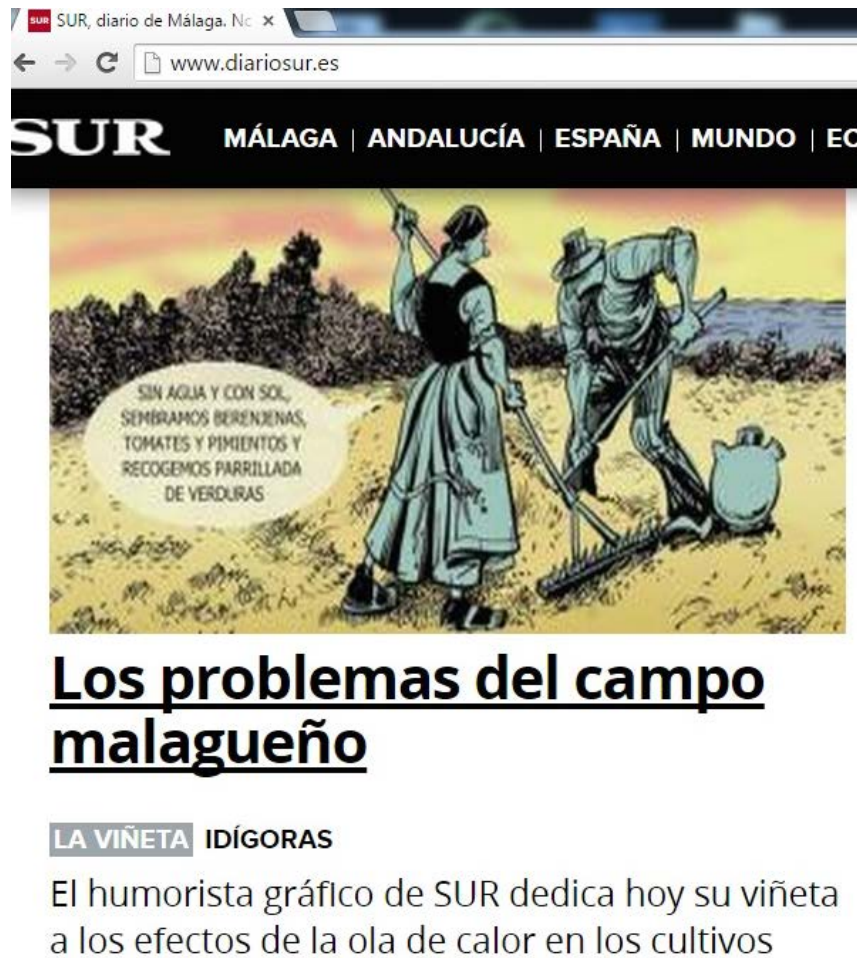 SUR, diario de Málaga. No
www.diariosur.es
SUR MÁLAGA | ANDALUCÍA | ESPAÑA | MUNDO | EC
SIN AGUA Y CON SOL,
SEMBRAMOS BERENJENAS,
TOMATES Y PIMIENTOS Y
RECOGEMOS PARRILLADA
DE VERDURAS
Los problemas del campo
malagueño
LA VIÑETA IDÍGORAS
El humorista gráfico de SUR dedica hoy su viñeta
a los efectos de la ola de calor en los cultivos